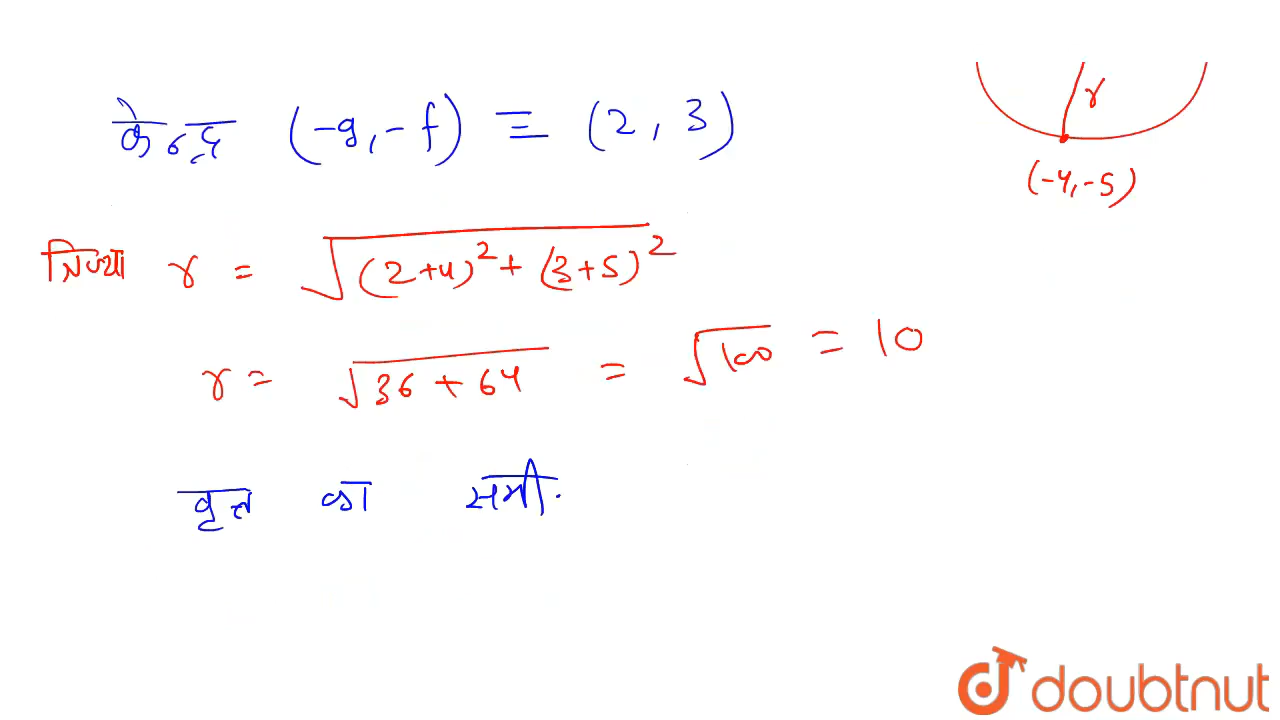 केन्द्र (-g, -f) ≡ (2, 3)
r
(-4, -5)
त्रिज्या r = √(2+4)² + (3+5)²
r = √36 + 64 = √100 = 10
वृत्त का समी.
doubtnut